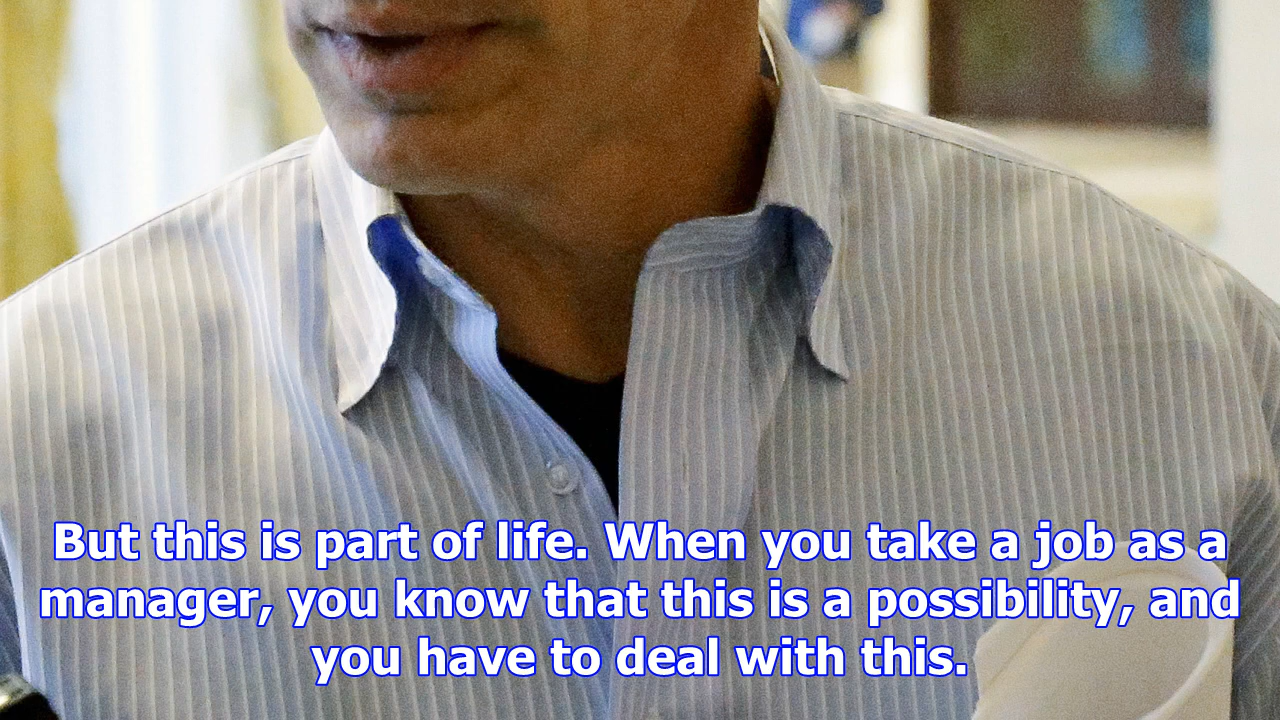 But this is part of life. When you take a job as a
manager, you know that this is a possibility, and
you have to deal with this.